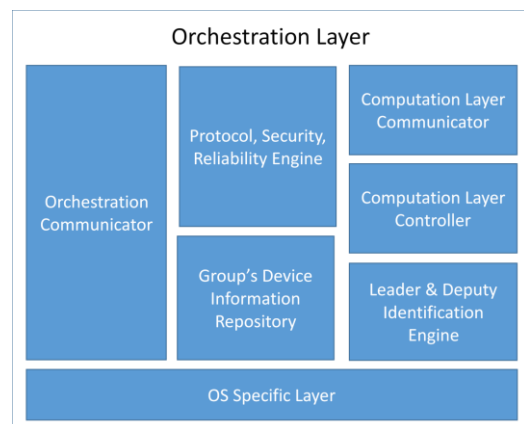 Orchestration Layer
Orchestration
Communicator
Protocol, Security,
Reliability Engine
Group's Device
Information
Repository
Computation Layer
Communicator
Computation Layer
Controller
Leader & Deputy
Identification
Engine
OS Specific Layer